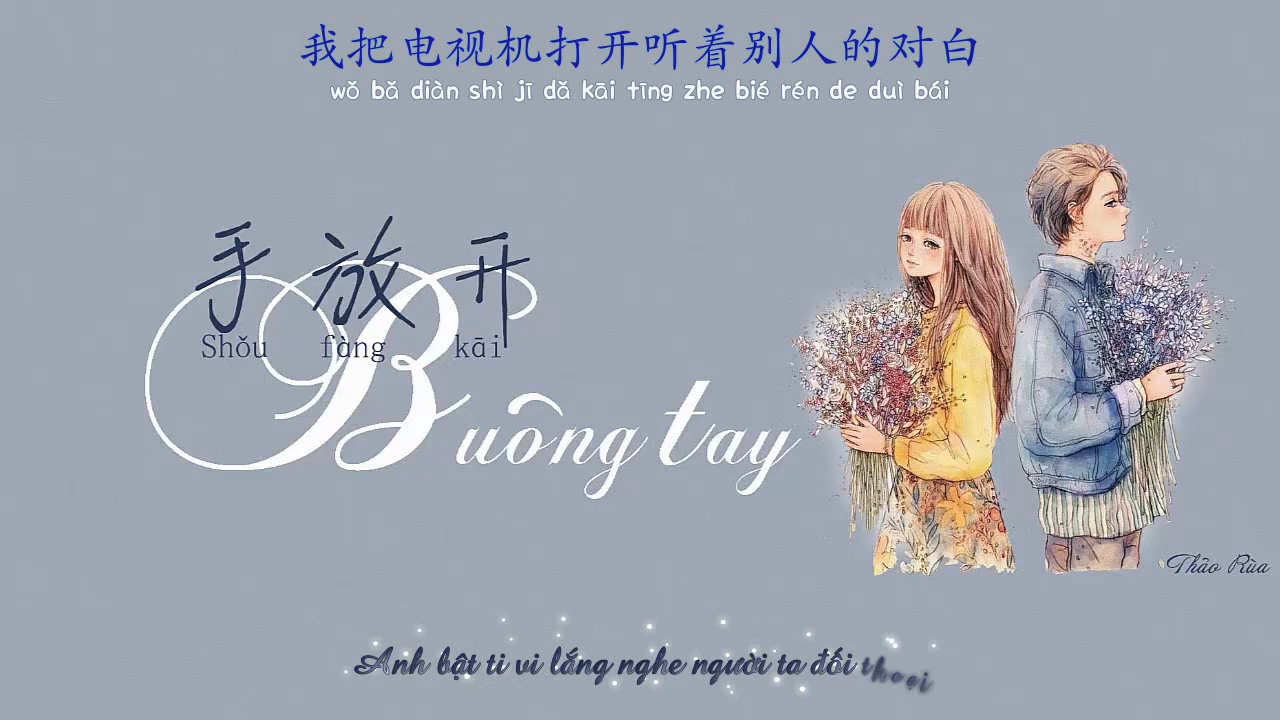 我把电视机打开听着别人的对白
wǒ bǎ diàn shì jī dǎ kāi tīng zhe bié rén de duì bái
手放开
Shǒu fàng kāi
Buông tay
Thảo Rùa
Anh bật ti vi lắng nghe người ta đối thoại